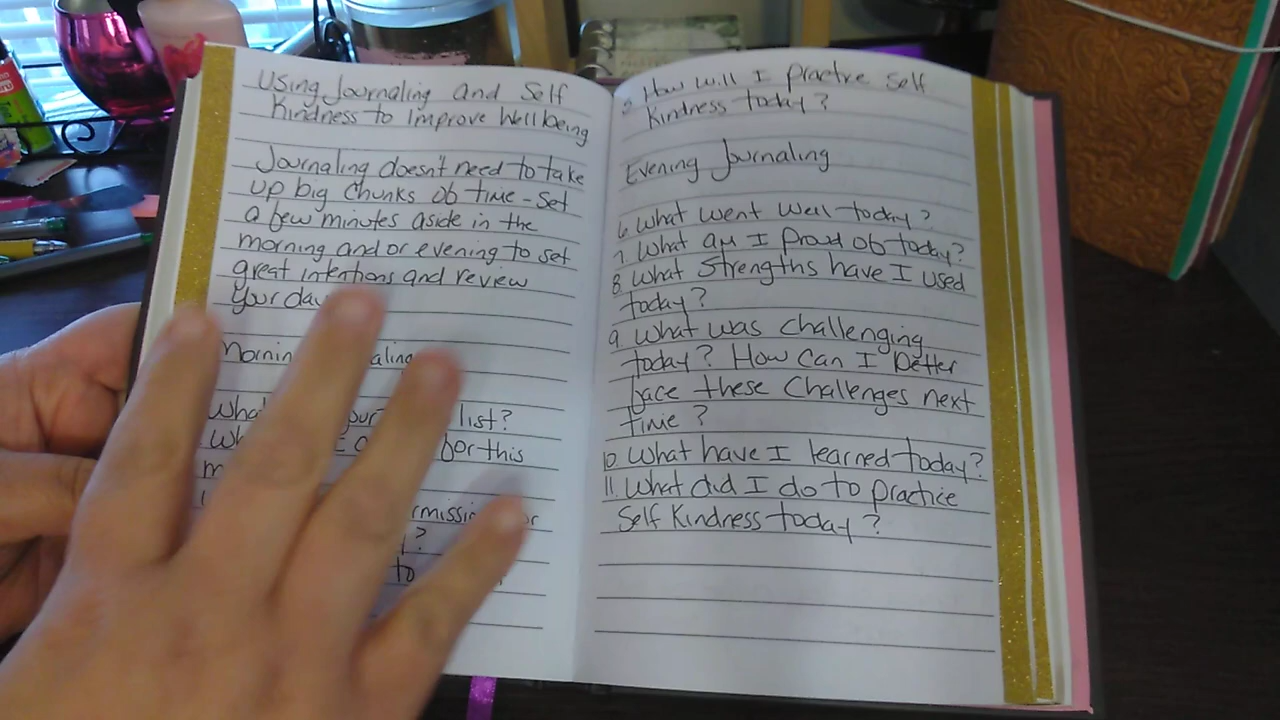 Using Journaling and Self
Kindness to Improve Wellbeing
Journaling doesn't need to take
up big chunks of time - Set
a few minutes aside in the
morning and or evening to set
great intentions and review
your day
Morning
list?
for this
?
to
5 How will I practive Self
Kindness today?
Evening Journaling
6 What went well today?
7 What am I Proud of today?
8 What strengths have I used
today?
9 What was challenging
today? How Can I better
face these Challenges next
time?
10. What have I learned today?
11. What did I do to practice
Self Kindness today?